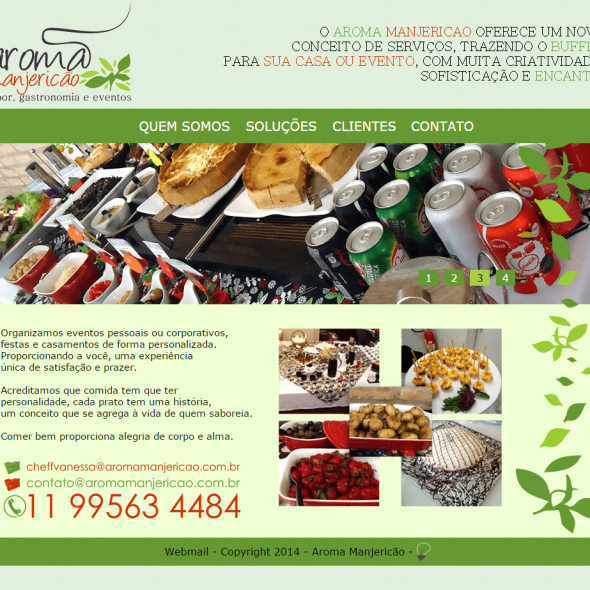 aroma
Manjericão
or, gastronomia e eventos
O AROMA MANJERICAO OFERECE UM NOV
CONCEITO DE SERVIÇOS, TRAZENDO O BUFFE
PARA SUA CASA OU EVENTO, COM MUITA CRIATIVIDAD
SOFISTICAÇÃO E ENCANT
QUEM SOMOS SOLUÇÕES CLIENTES CONTATO
1 2 3 4
Organizamos eventos pessoais ou corporativos,
festas e casamentos de forma personalizada.
Proporcionando a você, uma experiência
única de satisfação e prazer.
Acreditamos que comida tem que ter
personalidade, cada prato tem uma história,
um conceito que se agrega à vida de quem saboreia.
Comer bem proporciona alegria de corpo e alma.
cheffvanessa@aromamanjericao.com.br
contato@aromamanjericao.com.br
11 99563 4484
Webmail - Copyright 2014 - Aroma Manjericão -